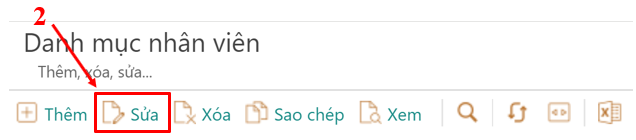 2
Danh mục nhân viên
Thêm, xóa, sửa...
Thêm Sửa Xóa Sao chép Xem